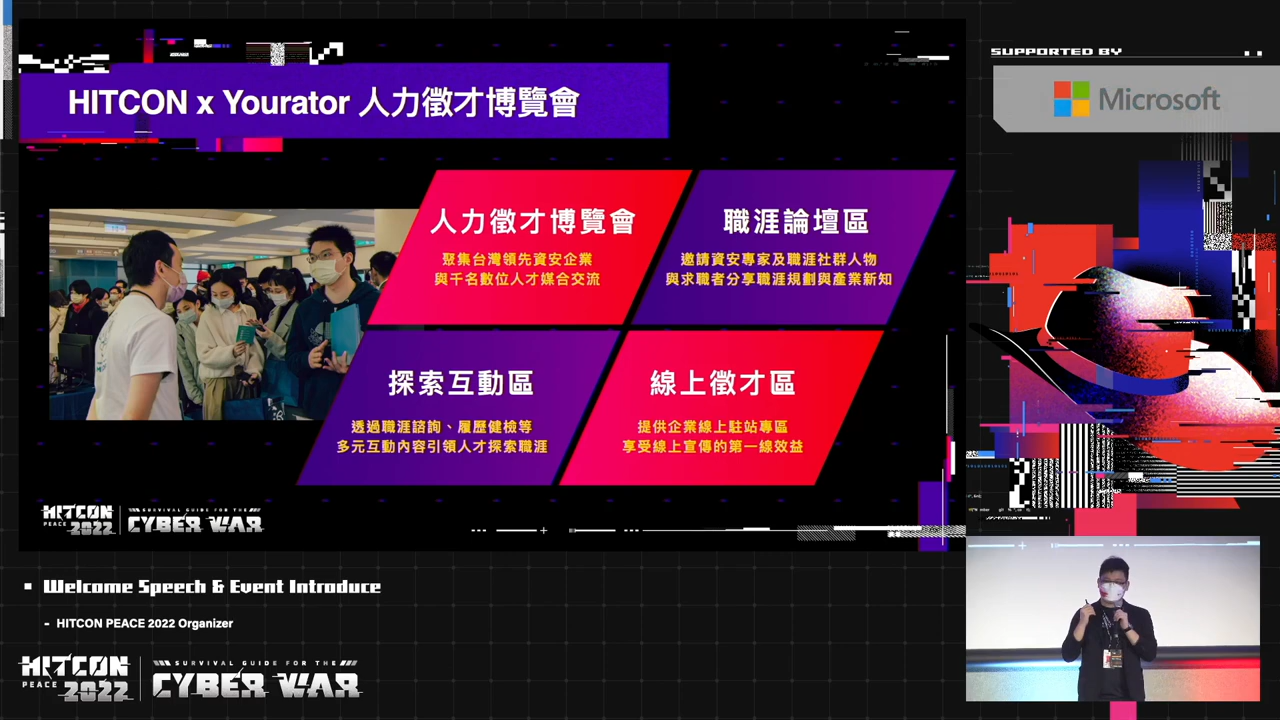 HITCON x Yourator 人力徵才博覽會
人力徵才博覽會
聚集台灣領先資安企業
與千名數位人才媒合交流
職涯論壇區
邀請資安專家及職涯社群人物
與求職者分享職涯規劃與產業新知
探索互動區
透過職涯諮詢、履歷健檢等
多元互動內容引領人才探索職涯
線上徵才區
提供企業線上駐站專區
享受線上宣傳的第一線效益
HITCON
PEACE 2022
SURVIVAL GUIDE FOR THE
CYBER WAR
SUPPORTED BY
Microsoft
Welcome Speech & Event Introduce
- HITCON PEACE 2022 Organizer
HITCON
PEACE 2022
SURVIVAL GUIDE FOR THE
CYBER WAR